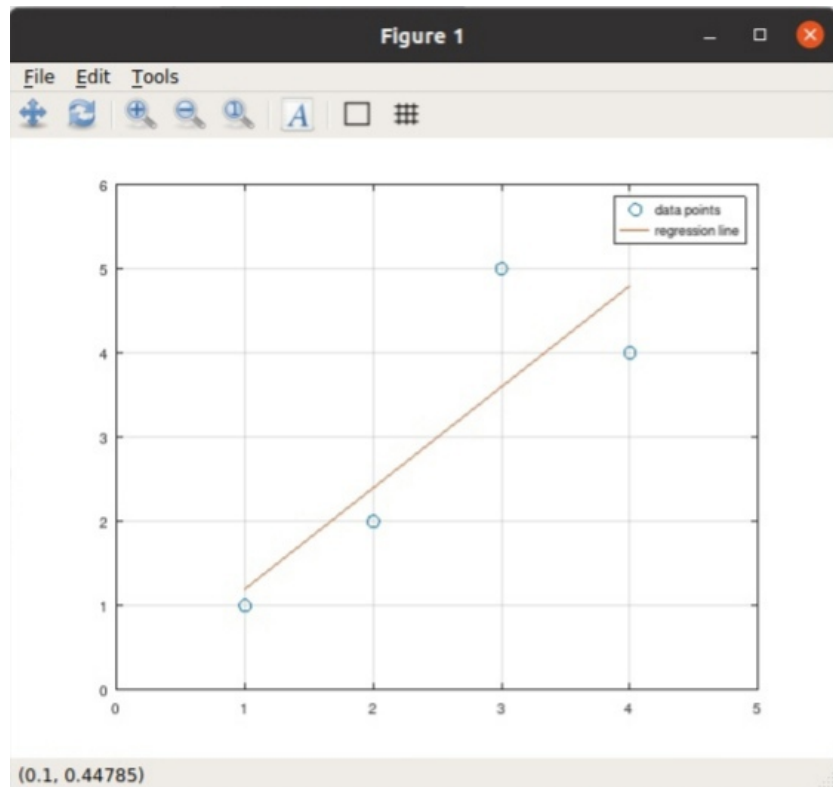 Figure 1
File Edit Tools
A
6
data points
regression line
5
4
3
2
1
0
0 1 2 3 4 5
(0.1, 0.44785)